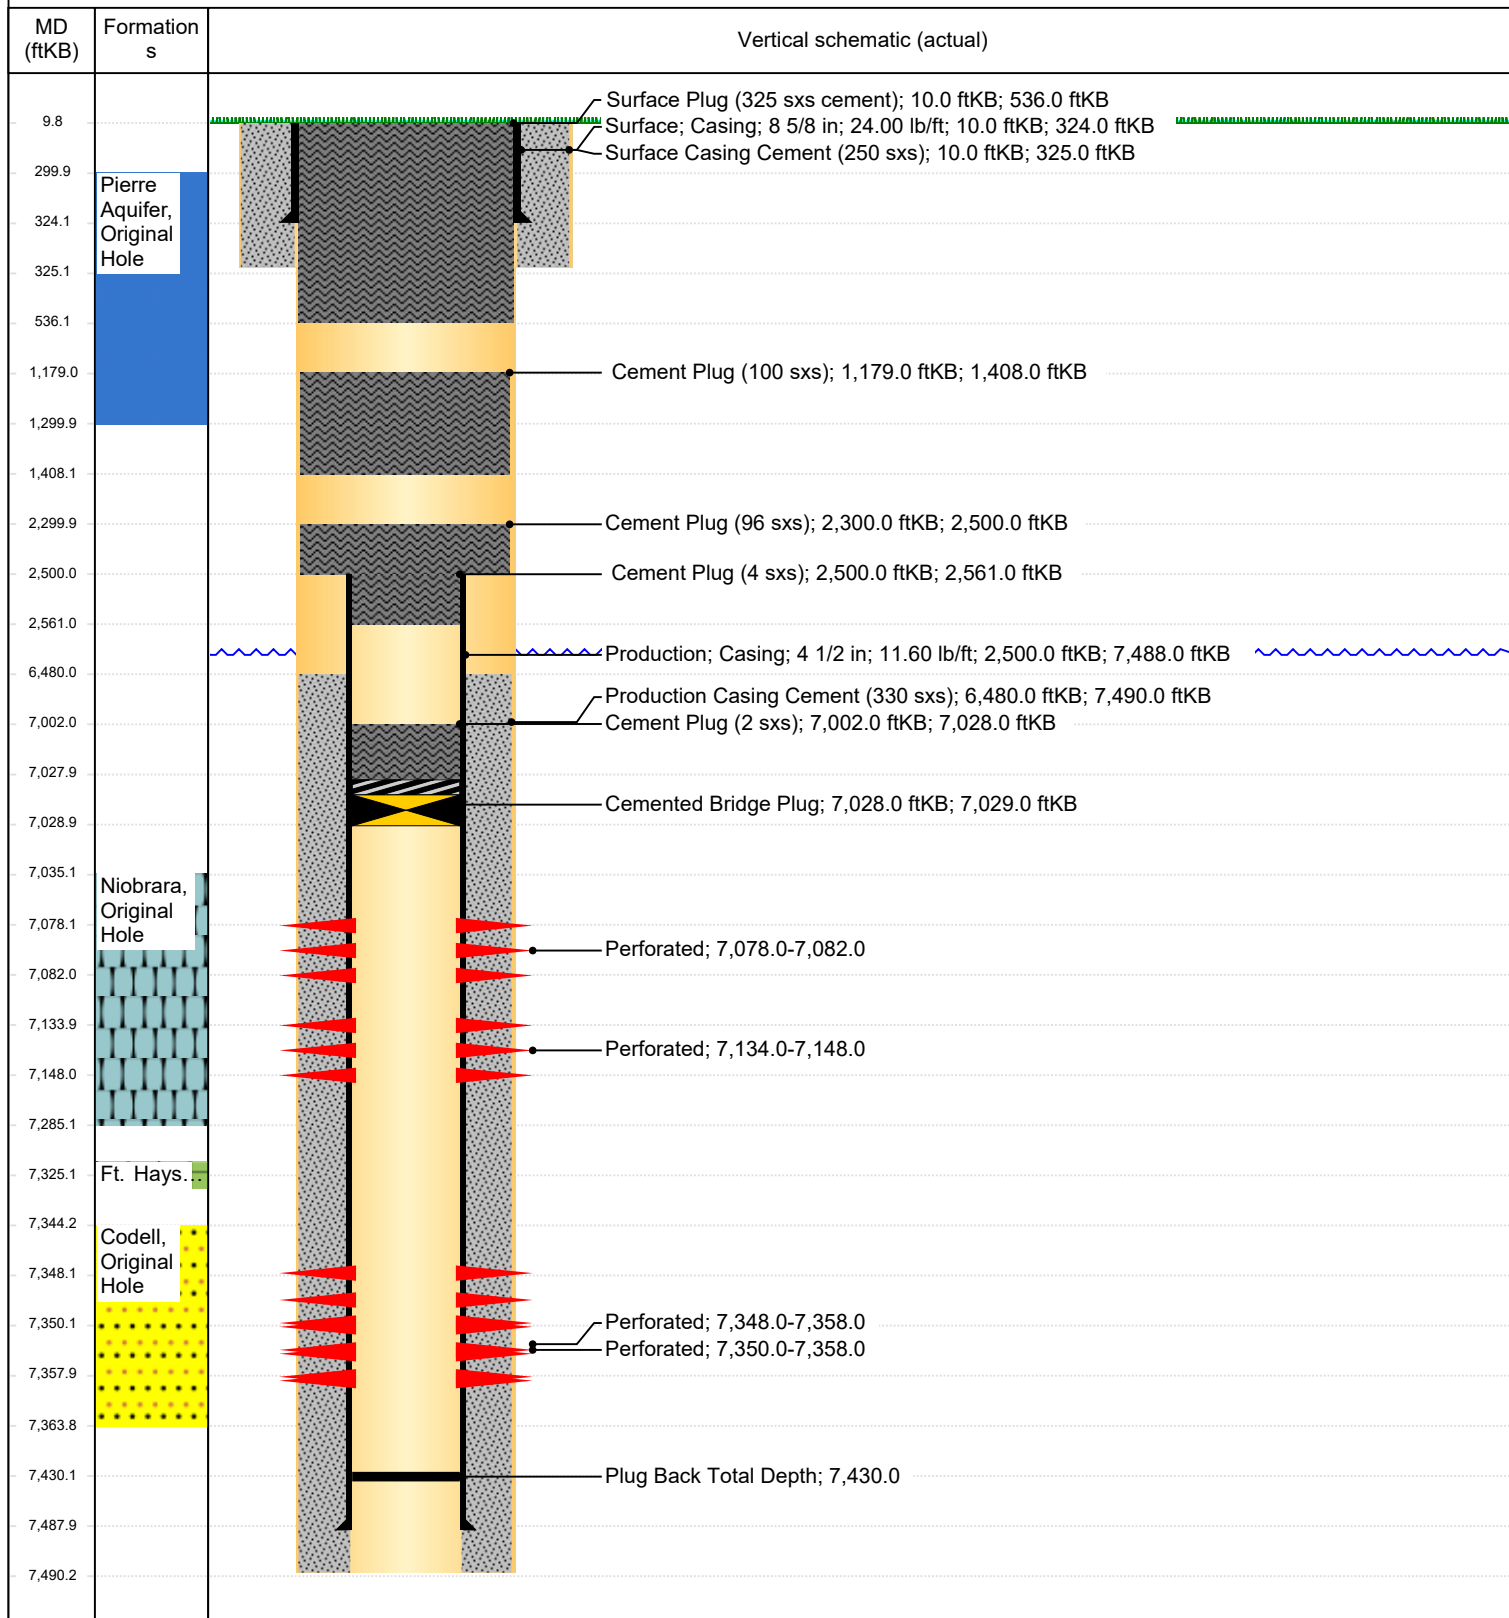 MD
(ftKB)
Formation
s
Vertical schematic (actual)
Surface Plug (325 sxs cement); 10.0 ftKB; 536.0 ftKB
9.8
Surface; Casing; 8 5/8 in; 24.00 lb/ft; 10.0 ftKB; 324.0 ftKB
Surface Casing Cement (250 sxs); 10.0 ftKB; 325.0 ftKB
299.9
Pierre
Aquifer,
Original
Hole
324.1
325.1
536.1
1,179.0
Cement Plug (100 sxs); 1,179.0 ftKB; 1,408.0 ftKB
1,299.9
1,408.1
2,299.9
Cement Plug (96 sxs); 2,300.0 ftKB; 2,500.0 ftKB
2,500.0
Cement Plug (4 sxs); 2,500.0 ftKB; 2,561.0 ftKB
2,561.0
Production; Casing; 4 1/2 in; 11.60 lb/ft; 2,500.0 ftKB; 7,488.0 ftKB
6,480.0
Production Casing Cement (330 sxs); 6,480.0 ftKB; 7,490.0 ftKB
7,002.0
Cement Plug (2 sxs); 7,002.0 ftKB; 7,028.0 ftKB
7,027.9
Cemented Bridge Plug; 7,028.0 ftKB; 7,029.0 ftKB
7,028.9
7,035.1
Niobrara,
Original
Hole
7,078.1
Perforated; 7,078.0-7,082.0
7,082.0
7,133.9
Perforated; 7,134.0-7,148.0
7,148.0
7,285.1
7,325.1
Ft. Hays...
7,344.2
Codell,
Original
Hole
7,348.1
7,350.1
Perforated; 7,348.0-7,358.0
Perforated; 7,350.0-7,358.0
7,357.9
7,363.8
7,430.1
Plug Back Total Depth; 7,430.0
7,487.9
7,490.2